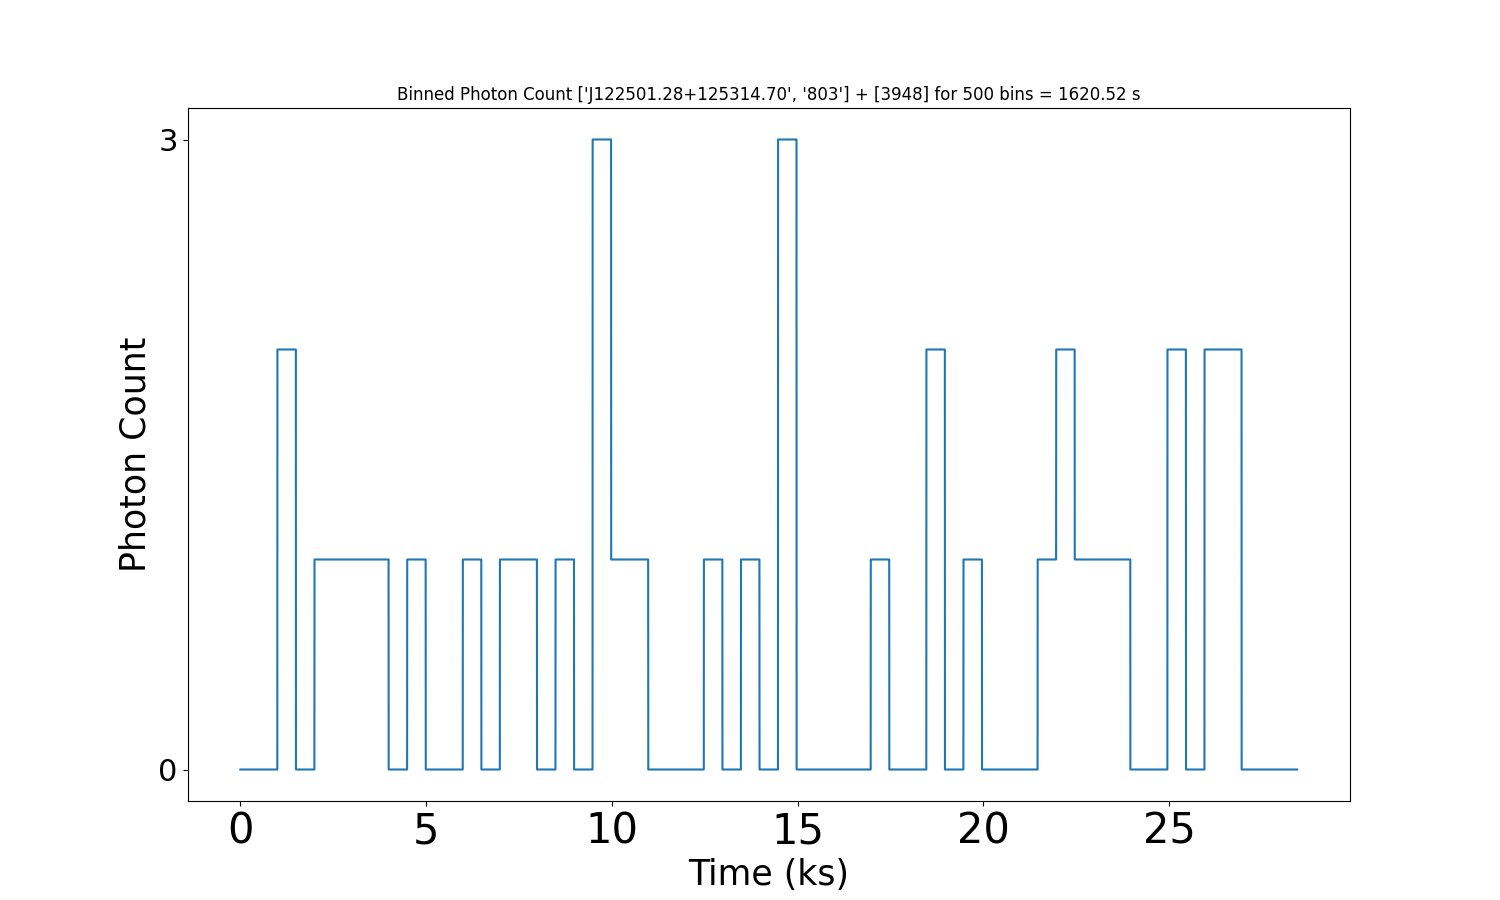 Binned Photon Count ['J122501.28+125314.70', '803'] + [3948] for 500 bins = 1620.52 s
3
Photon Count
0
0 5 10 15 20 25
Time (ks)